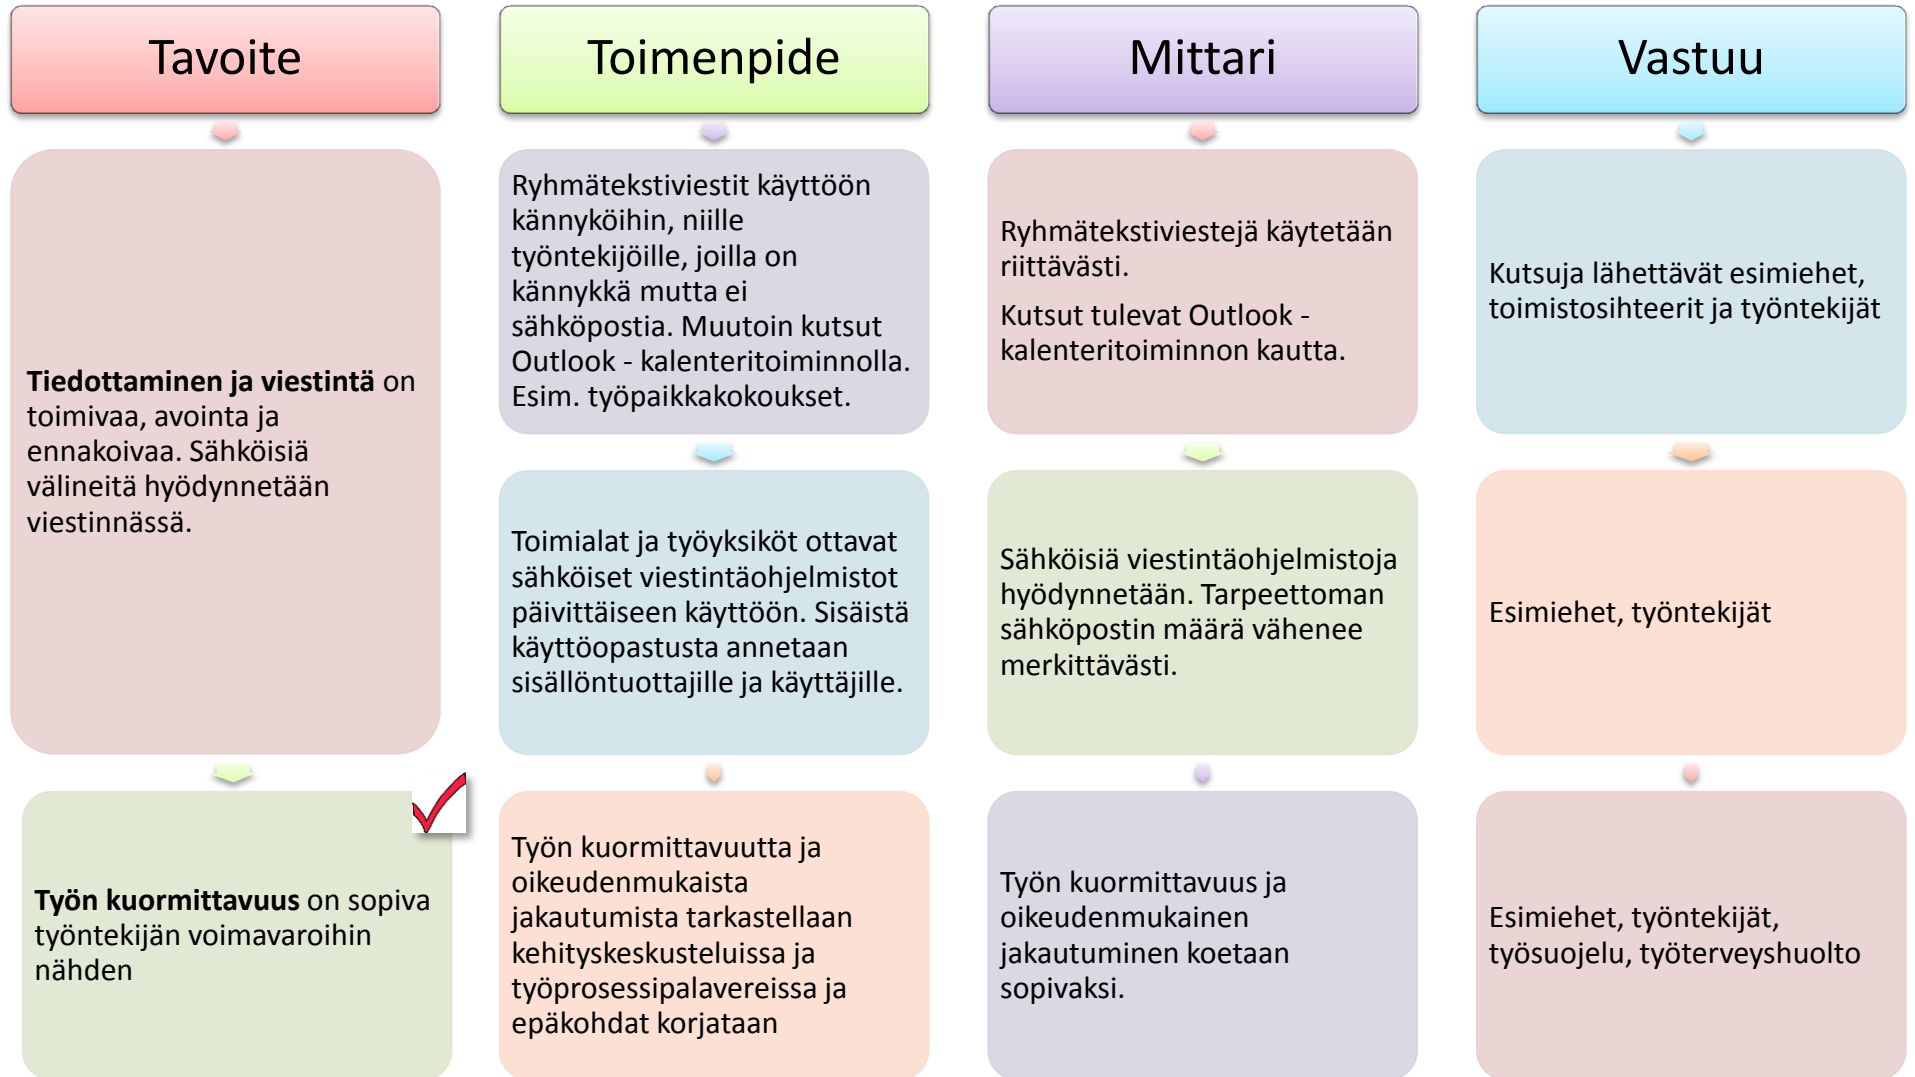 Tavoite
Toimenpide
Mittari
Vastuu
Tiedottaminen ja viestintä on
toimivaa, avointa ja
ennakoivaa. Sähköisiä
välineitä hyödynnetään
viestinnässä.
Ryhmätekstiviestit käyttöön
kännyköihin, niille
työntekijöille, joilla on
kännykkä mutta ei
sähköpostia. Muutoin kutsut
Outlook - kalenteritoiminnolla.
Esim. työpaikkakokoukset.
Ryhmätekstiviestejä käytetään
riittävästi.
Kutsut tulevat Outlook -
kalenteritoiminnon kautta.
Kutsuja lähettävät esimiehet,
toimistosihteerit ja työntekijät
Toimialat ja työyksiköt ottavat
sähköiset viestintäohjelmistot
päivittäiseen käyttöön. Sisäistä
käyttöopastusta annetaan
sisällöntuottajille ja käyttäjille.
Sähköisiä viestintäohjelmistoja
hyödynnetään. Tarpeettoman
sähköpostin määrä vähenee
merkittävästi.
Esimiehet, työntekijät
Työn kuormittavuus on sopiva
työntekijän voimavaroihin
nähden
Työn kuormittavuutta ja
oikeudenmukaista
jakautumista tarkastellaan
kehityskeskusteluissa ja
työprosessipalavereissa ja
epäkohdat korjataan
Työn kuormittavuus ja
oikeudenmukainen
jakautuminen koetaan
sopivaksi.
Esimiehet, työntekijät,
työsuojelu, työterveyshuolto